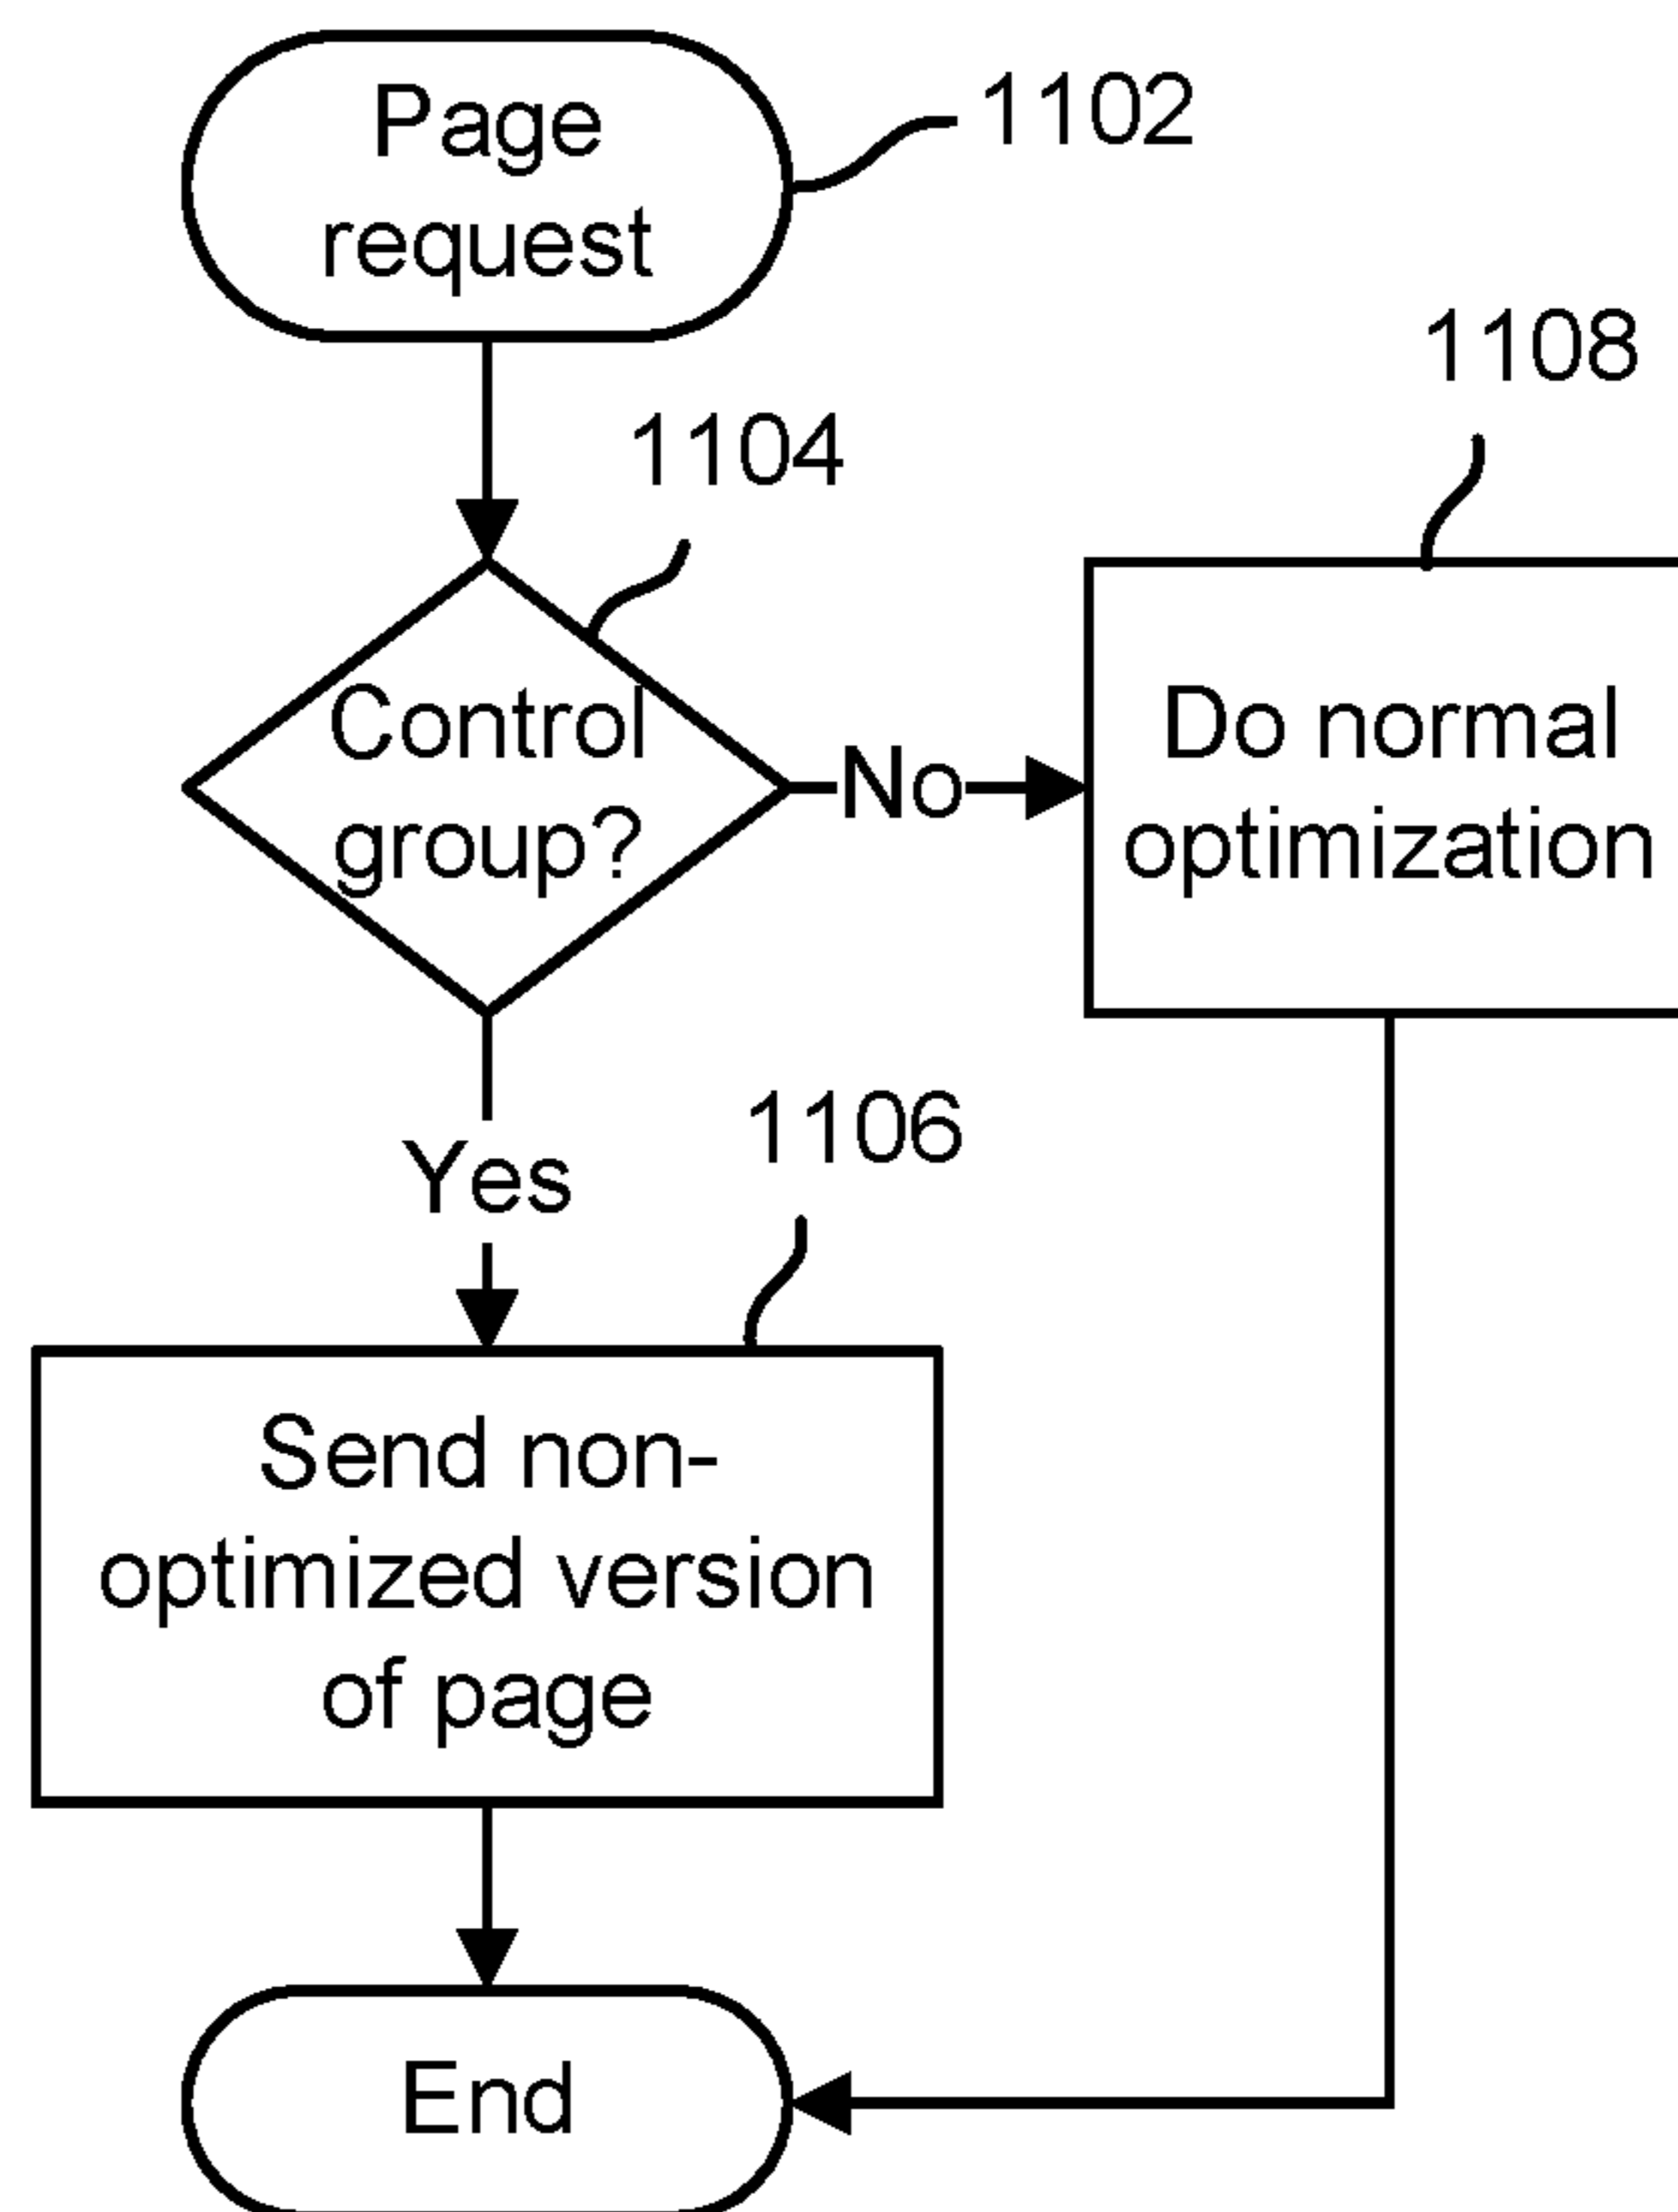 Page
request
1102
1104
1108
Control
group?
No
Do normal
optimization
Yes
1106
Send non-
optimized version
of page
End